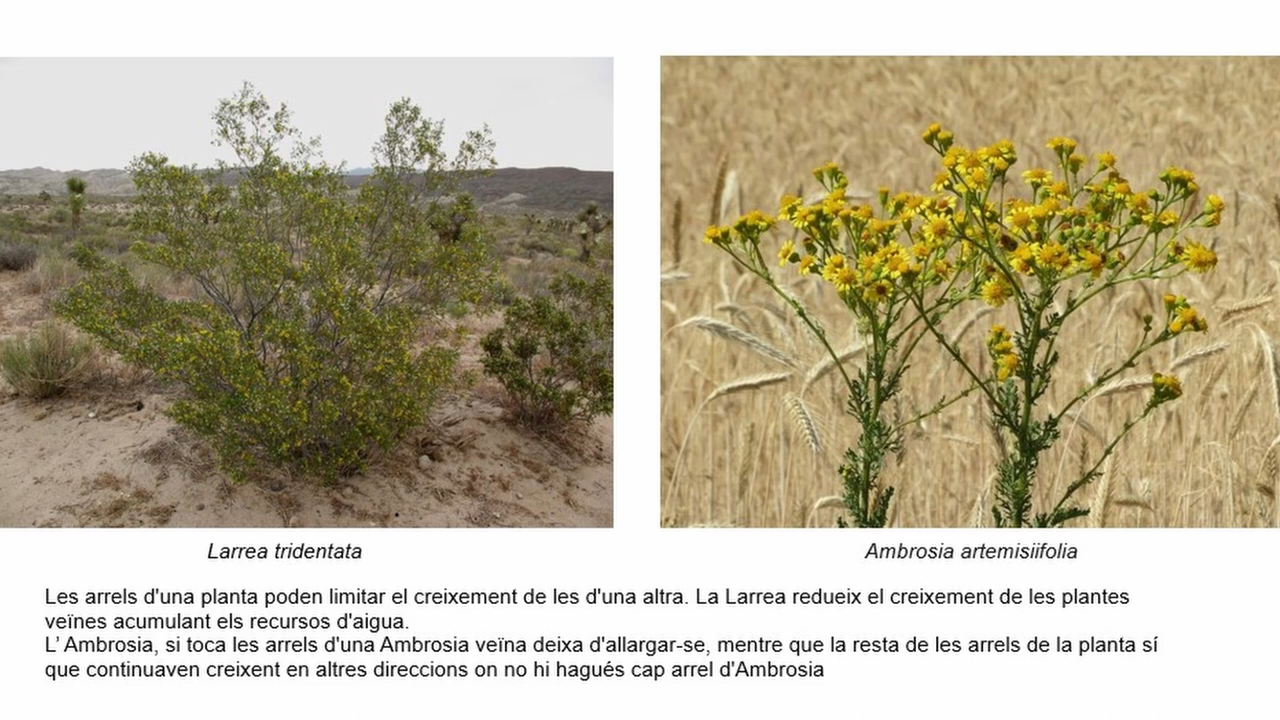 Larrea tridentata
Ambrosia artemisiifolia
Les arrels d'una planta poden limitar el creixement de les d'una altra. La Larrea redueix el creixement de les plantes
veïnes acumulant els recursos d'aigua.
L’ Ambrosia, si toca les arrels d'una Ambrosia veïna deixa d'allargar-se, mentre que la resta de les arrels de la planta sí
que continuaven creixent en altres direccions on no hi hagués cap arrel d'Ambrosia